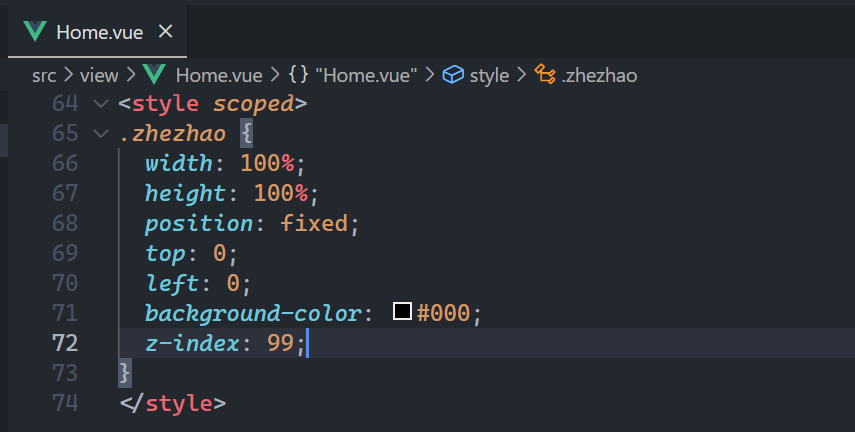 Home.vue ×
src > view > Home.vue > {} "Home.vue" > style > .zhezhao
64 <style scoped>
65 .zhezhao {
66 width: 100%;
67 height: 100%;
68 position: fixed;
69 top: 0;
70 left: 0;
71 background-color: #000;
72 z-index: 99;
73 }
74 </style>